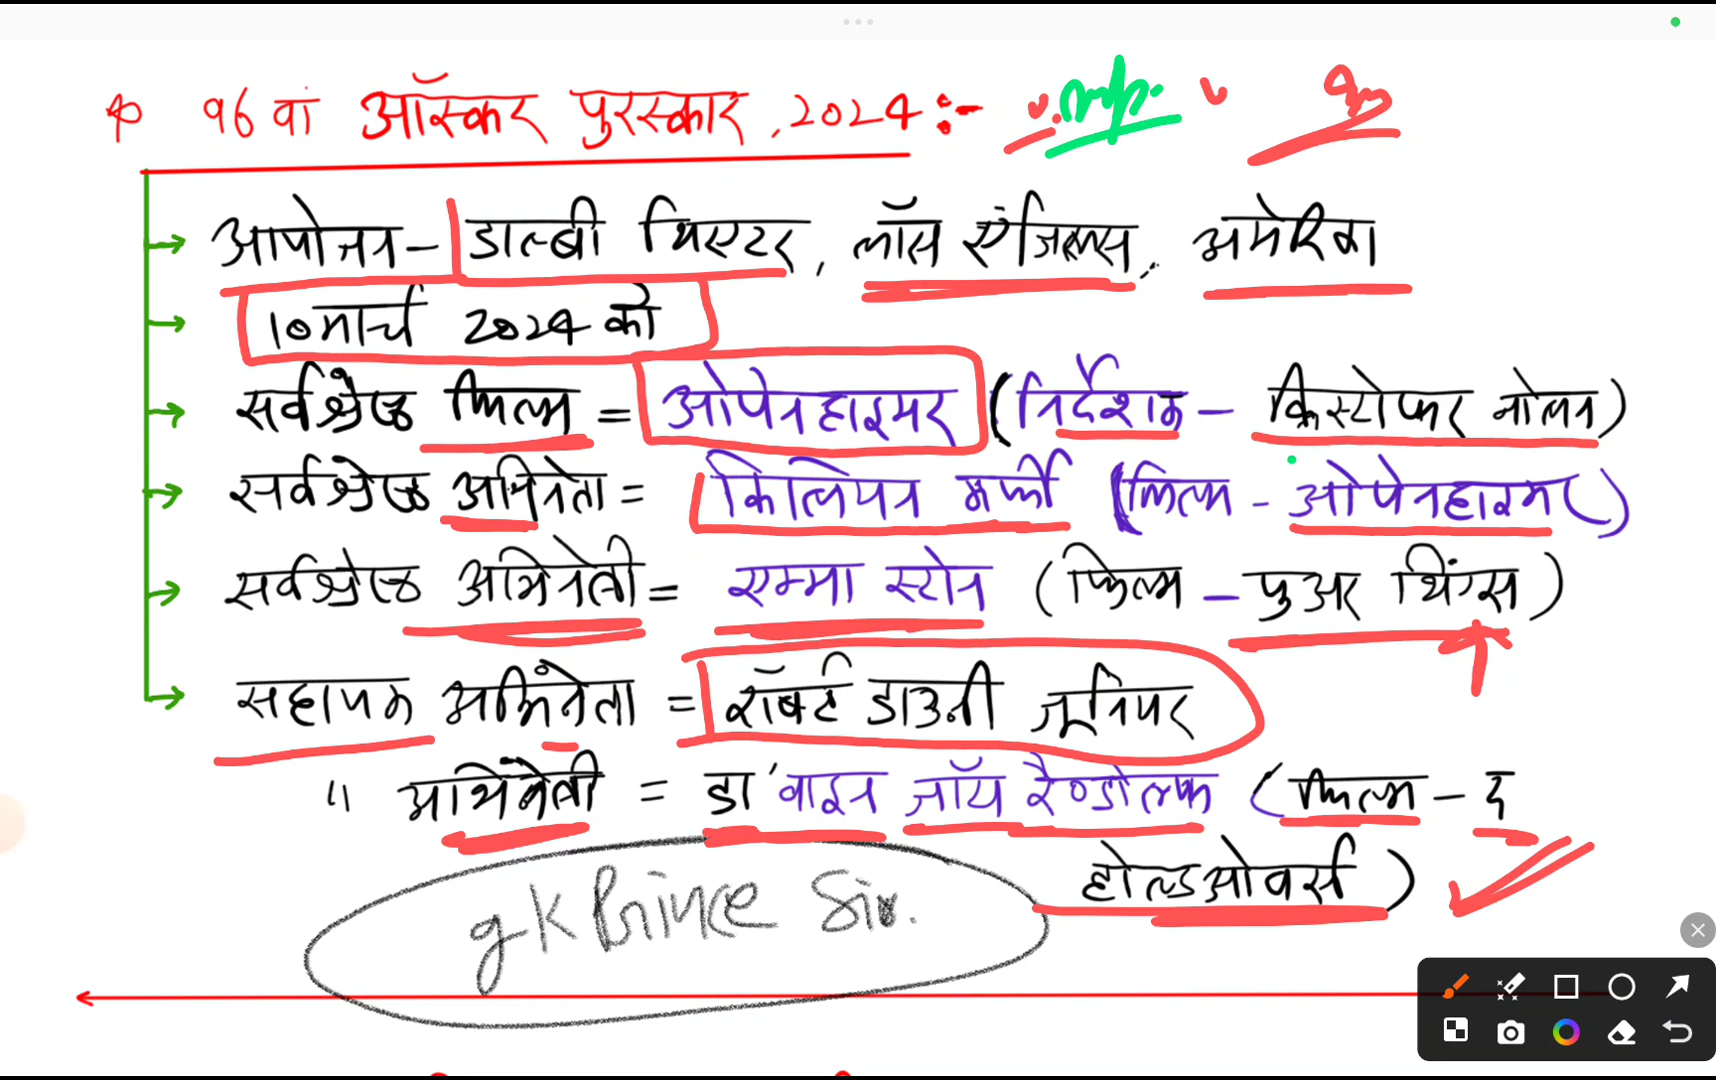 96 वां ऑस्कर पुरस्कार, 2024 :-
आयोजन - डाल्बी थिएटर, लॉस एंजिल्स, अमेरिका
10 मार्च 2024 को
सर्वश्रेष्ठ फिल्म = ओपेनहाइमर (निर्देशक - क्रिस्टोफर नोलन)
सर्वश्रेष्ठ अभिनेता = किलियन मर्फी (फिल्म - ओपेनहाइमर)
सर्वश्रेष्ठ अभिनेत्री = एम्मा स्टोन (फिल्म - पुअर थिंग्स)
सहायक अभिनेता = रॉबर्ट डाउनी जूनियर
" अभिनेत्री = डा'वाइन जॉय रैण्डोल्फ (फिल्म - द
होल्डओवर्स)
gk Prince Sir.